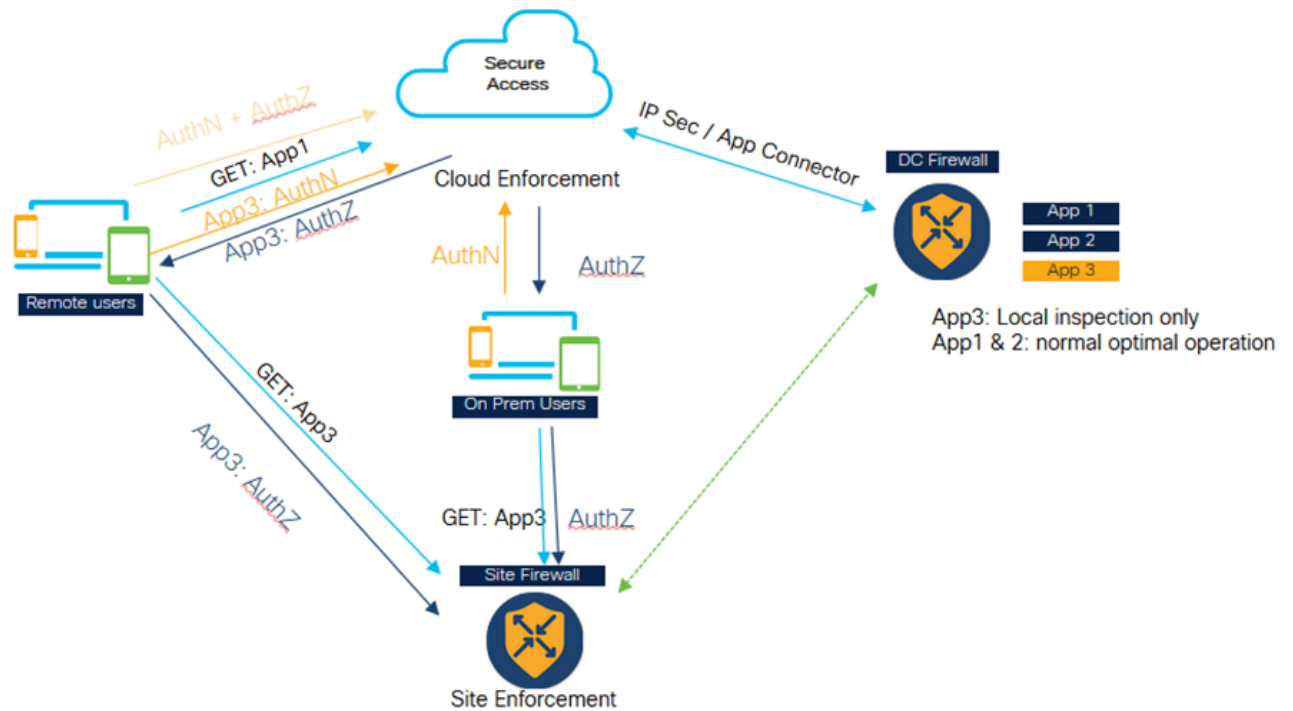 Secure
Access
AuthN + AuthZ
GET: App1
App3: AuthN
App3: AuthZ
Cloud Enforcement
IP Sec / App Connector
DC Firewall
App 1
App 2
App 3
App3: Local inspection only
App1 & 2: normal optimal operation
Remote users
AuthN
AuthZ
On Prem Users
GET: App3
App3: AuthZ
GET: App3
AuthZ
Site Firewall
Site Enforcement